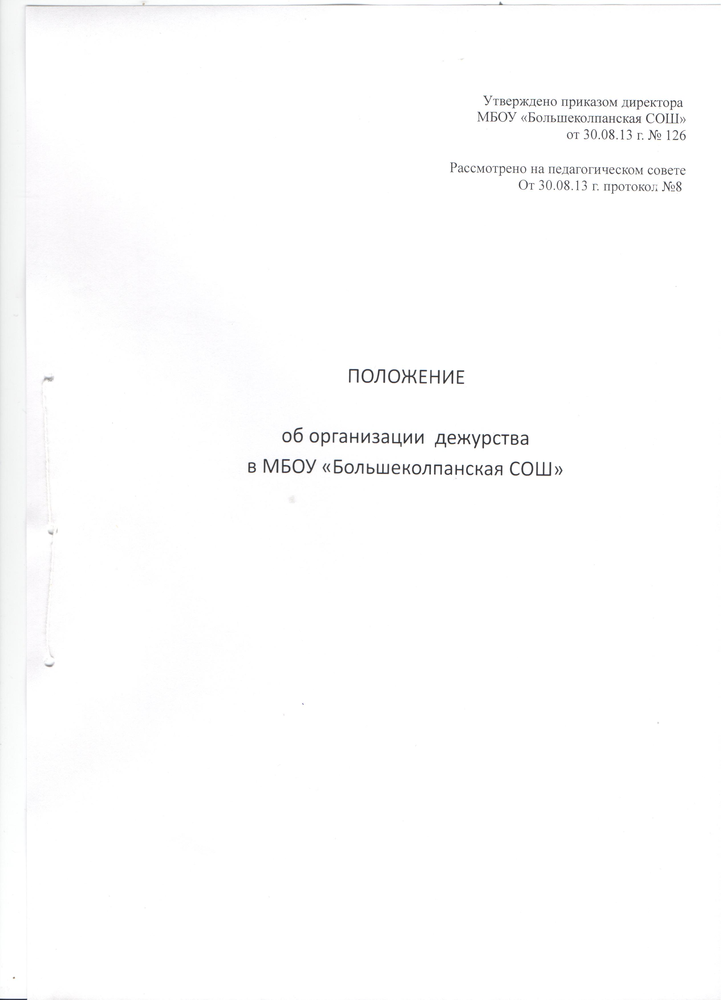 Утверждено приказом директора
МБОУ «Большеколпанская СОШ»
от 30.08.13 г. № 126
Рассмотрено на педагогическом совете
От 30.08.13 г. протокол №8
ПОЛОЖЕНИЕ
об организации дежурства
в МБОУ «Большеколпанская СОШ»